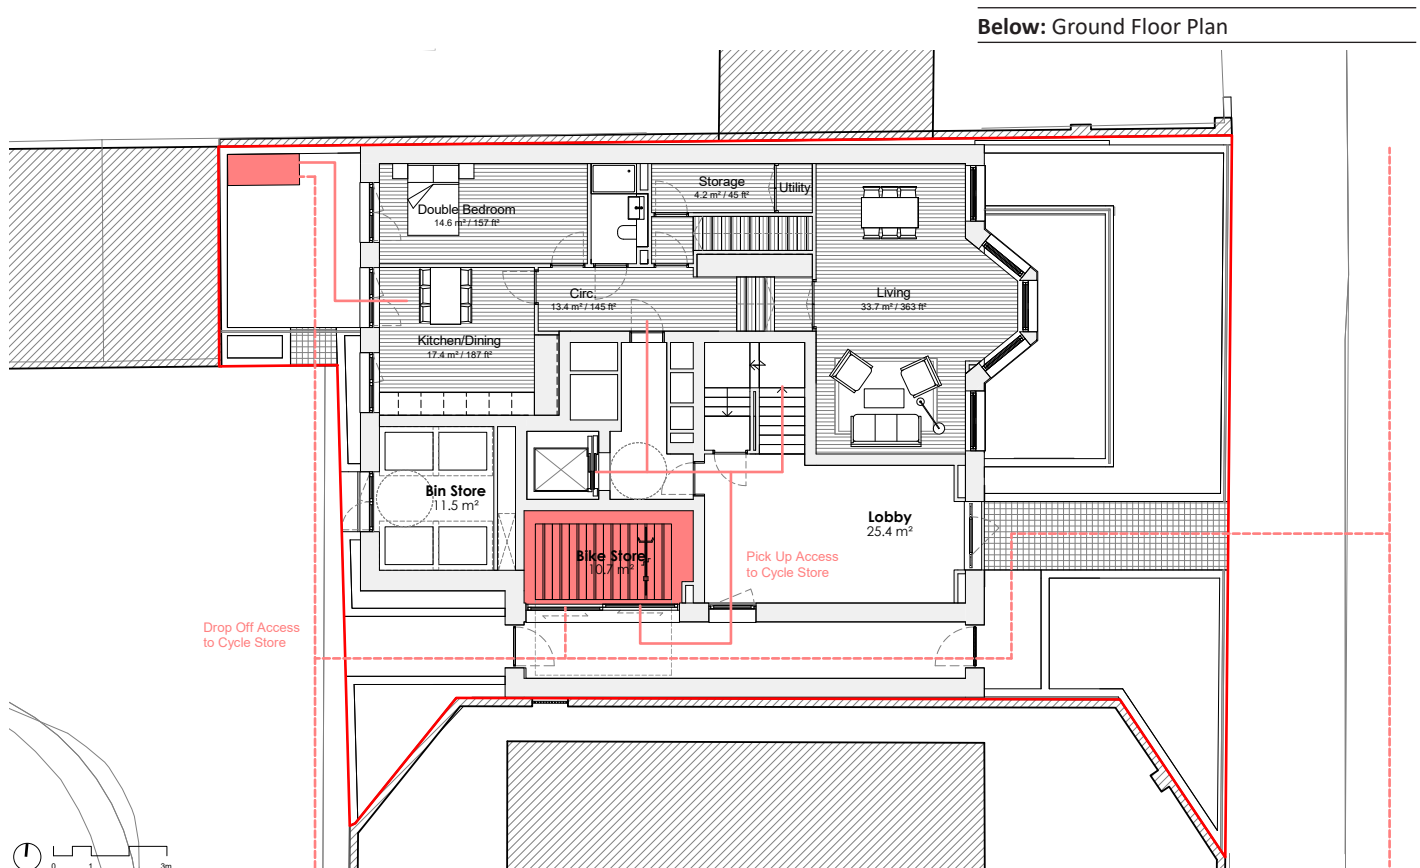 Below: Ground Floor Plan
Storage
4.2 m² / 45 ft²
Utility
Double Bedroom
14.6 m² / 157 ft²
Circ.
13.4 m² / 145 ft²
Living
33.7 m² / 363 ft²
Kitchen/Dining
17.4 m² / 187 ft²
Bin Store
11.5 m²
Lobby
25.4 m²
Bike Store
10.7 m²
Pick Up Access
to Cycle Store
Drop Off Access
to Cycle Store
0 1 3m